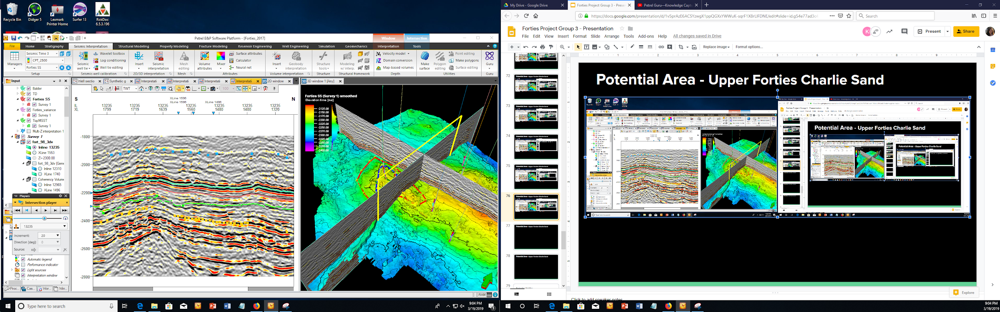 Recycle Bin
Didger 5
Lexmark Printer Home
Surfer 13
RokDoc 6.5.3.196
Petrel E&P Software Platform - [Forties_2017]
Window
Intersection
File
Home
Stratigraphy
Seismic Interpretation
Structural Modeling
Property Modeling
Fracture Modeling
Reservoir Engineering
Well Engineering
Simulation
Geomechanics
Interpretation
Tools
Managers
Seismic Time 3
CPT_2500
Forties SS
Setup
Seismic well tie
Wavelet toolbox
Log conditioning
Well tie editing
Seismic-well calibration
Insert
Seismic interpretation
2D/3D interpretation
Mesh editing
Mesh
Volume attributes
Mixer
Surface attributes
Calculator
Neural net
Attributes
Insert
Geobody interpretation
Volume interpretation
Structure tools
Structure
Modeling w/ interp.
Structural framework
Velocity model
Domain conversion
Map-based volumes
Depth
Make surface
Polygon editing
Point editing
Make polygons
Surface editing
Utilities
Guru
Guru
Input
Balder
TD
Forties SS
Survey 1
Forties_variance
Survey 1
TopMSST
Survey 1
Multi-Z interpretation 1
Survey 1
fort_98_3dv
Inline 13235
XLine 1553
Z=-2300.00
fort_98_3dv [Gene
Inline 12310
XLine 1740
Coherency Volume
Inline 12965
XLine 1496
Players
Intersection player
13235
Increment: 20
Direction [deg]: 0
Source:
Automatic legend
Performance indicator
Light sources
Interpretation window
Proc...
Cas...
Wor...
Win...
Well sectio
Synthetic g
Interpretati
Interpretati
Interpretati
Interpretati
2D window
TWT
100
S
N
XLine 1596
XLine 1596
XLine 1496
IL 13235 13235 13235 13235 13235 13235 13235
XL 1799 1719 1639 1560 1480 1400 1320
-1800
-2000
-2200
-2400
-2600
-2800
3D window 1 [Any]
Forties SS (Survey 1) smoothed
Elevation time [ms]
-2125.00
-2150.00
-2175.00
-2200.00
-2225.00
-2250.00
-2275.00
-2300.00
-2325.00
-2350.00
-2375.00
-2400.00
RAM
Type here to search
9:04 PM
3/19/2019
My Drive - Google Drive
Forties Project Group 3 - Prese
Petrel Guru—Knowledge Capt
https://docs.google.com/presentation/d/1v5prAzE6ACSYzwgX1ppQGXxYWWuK-sqrF1X8rLlFDNE/edit#slide=id.g54e77ad3c
Search
Forties Project Group 3 - Presentation
File Edit View Insert Format Slide Arrange Tools Add-ons Help
All changes saved in Drive
K
Present
Share
Replace image
Format options...
1 2 3 4 5 6 7 8 9
72
73
74
75
76
77
78
79
Potential Area - Upper Forties Charlie Sand
Potential Area - Upper Forties Charlie Sand
Potential Area - Upper Forties Charlie Sand
Click to add speaker notes
Explore
9:04 PM
3/19/2019